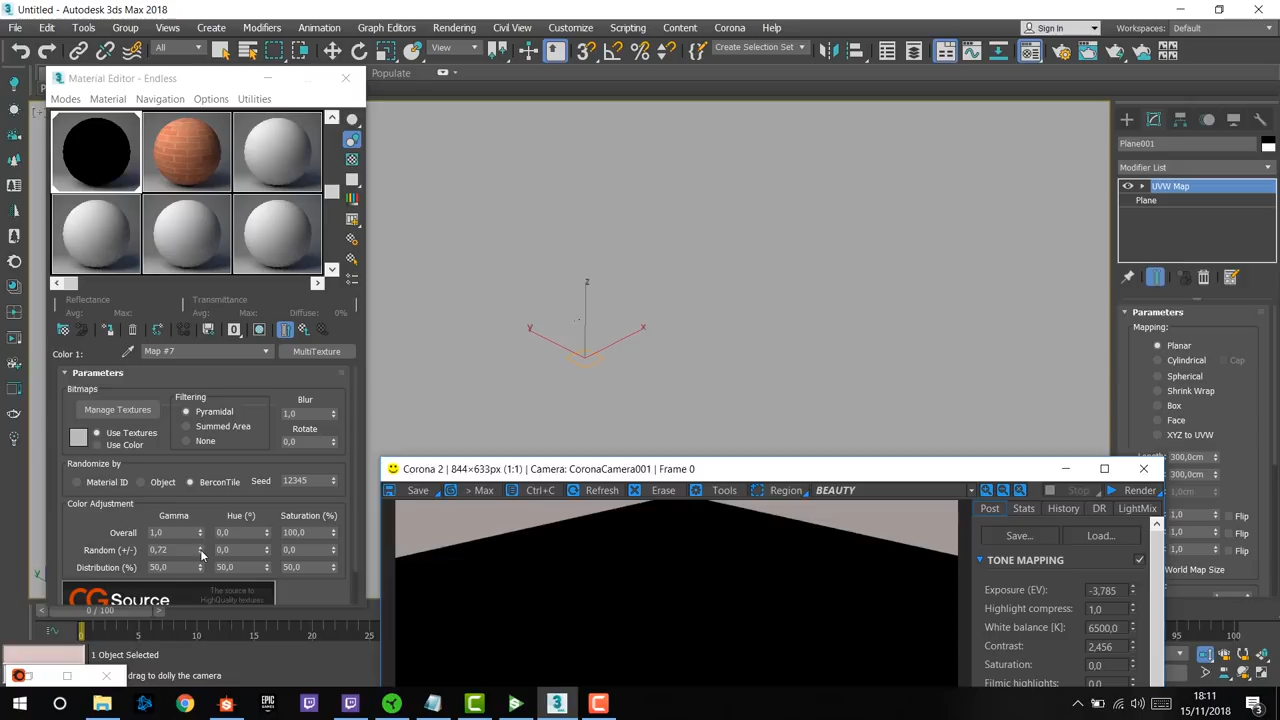 Untitled - Autodesk 3ds Max 2018
File Edit Tools Group Views Create Modifiers Animation Graph Editors Rendering Civil View Customize Scripting Content Corona Help
Sign In Workspaces: Default
All View Create Selection Set
Populate
Material Editor - Endless
Modes Material Navigation Options Utilities
Reflectance Transmittance
Avg: Max: Avg: Max: Diffuse: 0%
Color 1: Map #7 MultiTexture
Parameters
Bitmaps
Manage Textures
Use Textures
Use Color
Filtering
Pyramidal
Summed Area
None
Blur
1,0
Rotate
0,0
Randomize by
Material ID Object BerconTile Seed 12345
Color Adjustment
Gamma Hue (°) Saturation (%)
Overall 1,0 0,0 100,0
Random (+/-) 0,72 0,0 0,0
Distribution (%) 50,0 50,0 50,0
CGSource
The source to
HighQuality textures
z
y
x
Plane001
Modifier List
UVW Map
Plane
Parameters
Mapping:
Planar
Cylindrical Cap
Spherical
Shrink Wrap
Box
Face
XYZ to UVW
300,0cm
300,0cm
1,0 Flip
1,0 Flip
1,0 Flip
World Map Size
Corona 2 | 844×633px (1:1) | Camera: CoronaCamera001 | Frame 0
Save > Max Ctrl+C Refresh Erase Tools Region BEAUTY Stop Render
Post Stats History DR LightMix
Save... Load...
TONE MAPPING
Exposure (EV): -3,785
Highlight compress: 1,0
White balance [K]: 6500,0
Contrast: 2,456
Saturation: 0,0
Filmic highlights: 0,0
0 / 100
0 5 10 15 20 25 95 100
1 Object Selected
drag to dolly the camera
18:11
15/11/2018